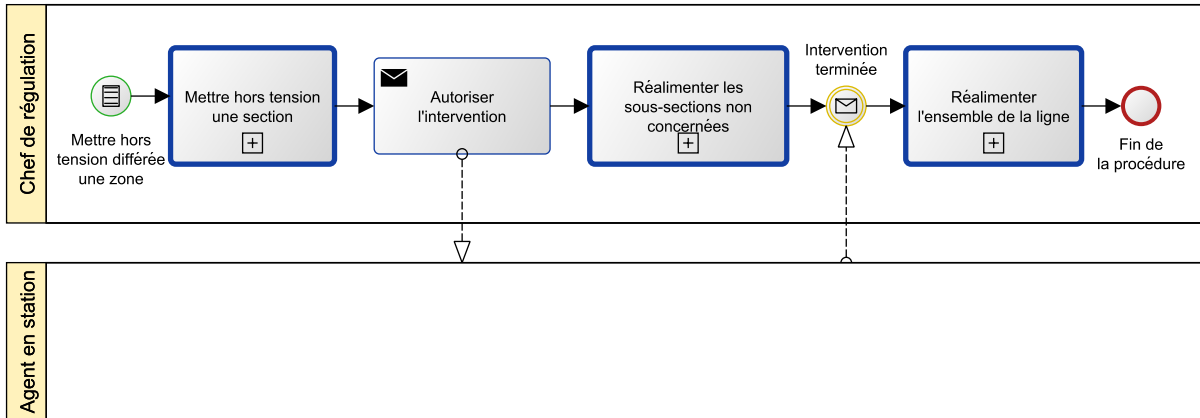 Chef de régulation
Mettre hors
tension différée
une zone
Mettre hors tension
une section
Autoriser
l'intervention
Réalimenter les
sous-sections non
concernées
Intervention
terminée
Réalimenter
l'ensemble de la ligne
Fin de
la procédure
Agent en station